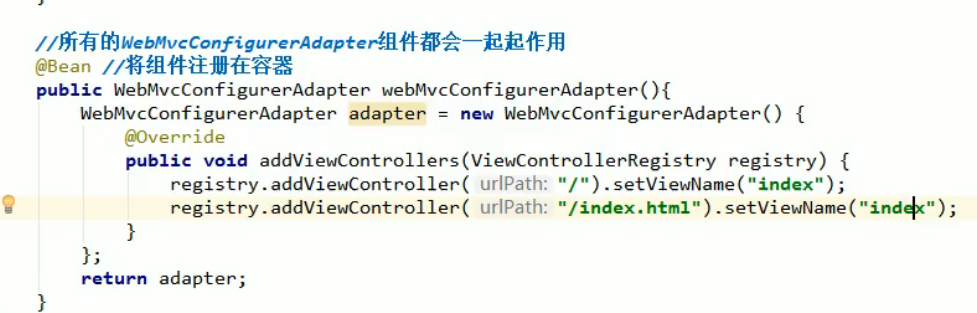 }
//所有的WebMvcConfigurerAdapter组件都会一起起作用
@Bean //将组件注册在容器
public WebMvcConfigurerAdapter webMvcConfigurerAdapter(){
    WebMvcConfigurerAdapter adapter = new WebMvcConfigurerAdapter() {
        @Override
        public void addViewControllers(ViewControllerRegistry registry) {
            registry.addViewController( urlPath: "/").setViewName("index");
            registry.addViewController( urlPath: "/index.html").setViewName("index");
        }
    };
    return adapter;
}